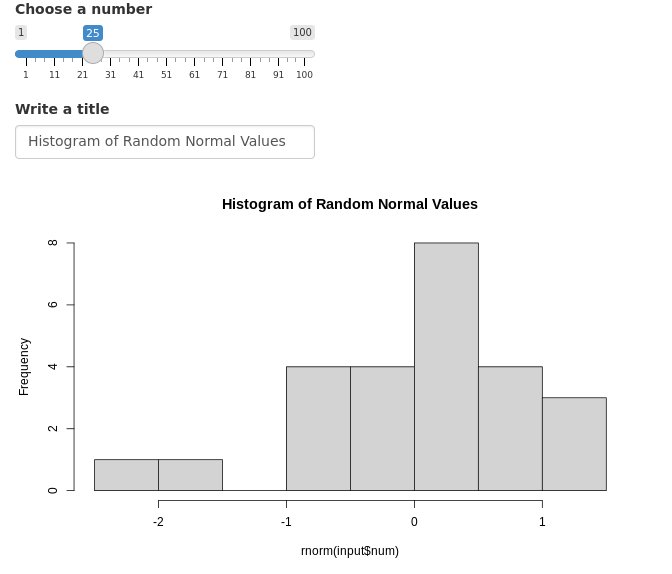 Choose a number
1 25 100
1 11 21 31 41 51 61 71 81 91 100
Write a title
Histogram of Random Normal Values
Histogram of Random Normal Values
8
6
4
2
0
Frequency
-2 -1 0 1
rnorm(input$num)